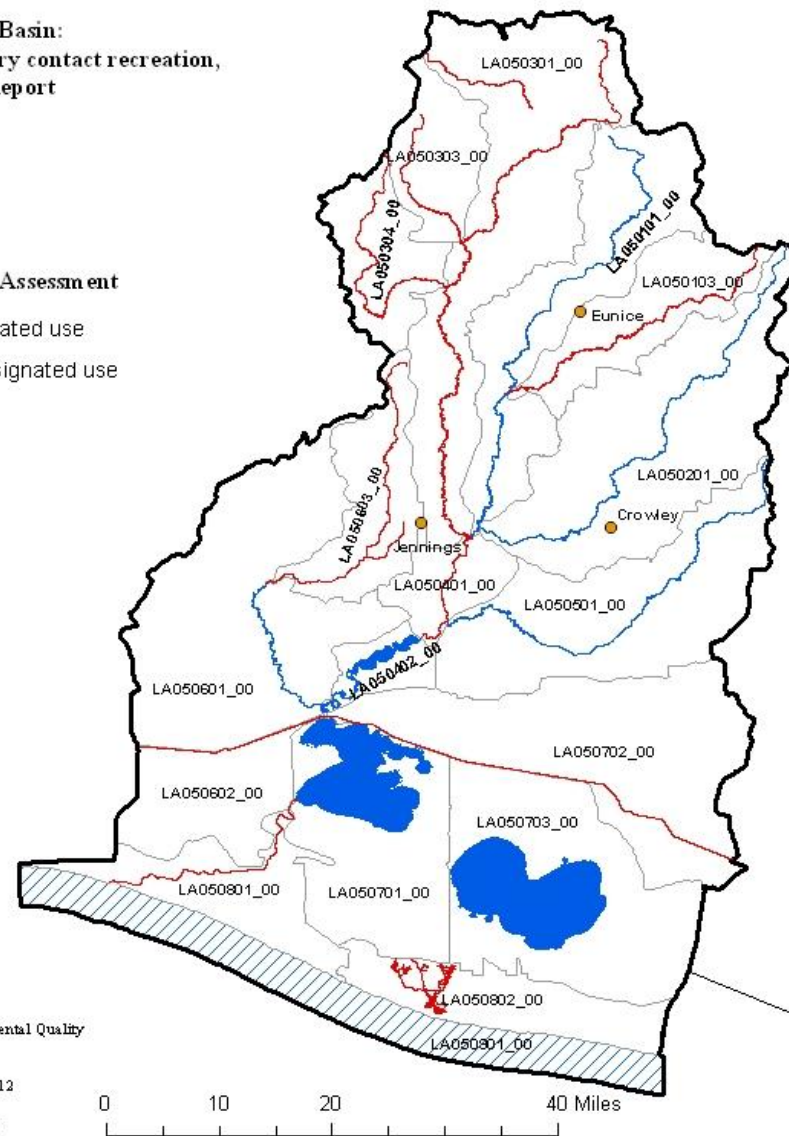 Basin:
ry contact recreation,
eport
LA050301_00
LA050303_00
LA050304_00
LA050101_00
Assessment
LA050103_00
ated use
Eunice
signated use
LA050201_00
Crowley
LA050603_00
Jennings
LA050401_00
LA050501_00
LA050402_00
LA050601_00
LA050702_00
LA050602_00
LA050703_00
LA050801_00
LA050701_00
LA050802_00
ental Quality
LA050901_00
12
0 10 20 40 Miles